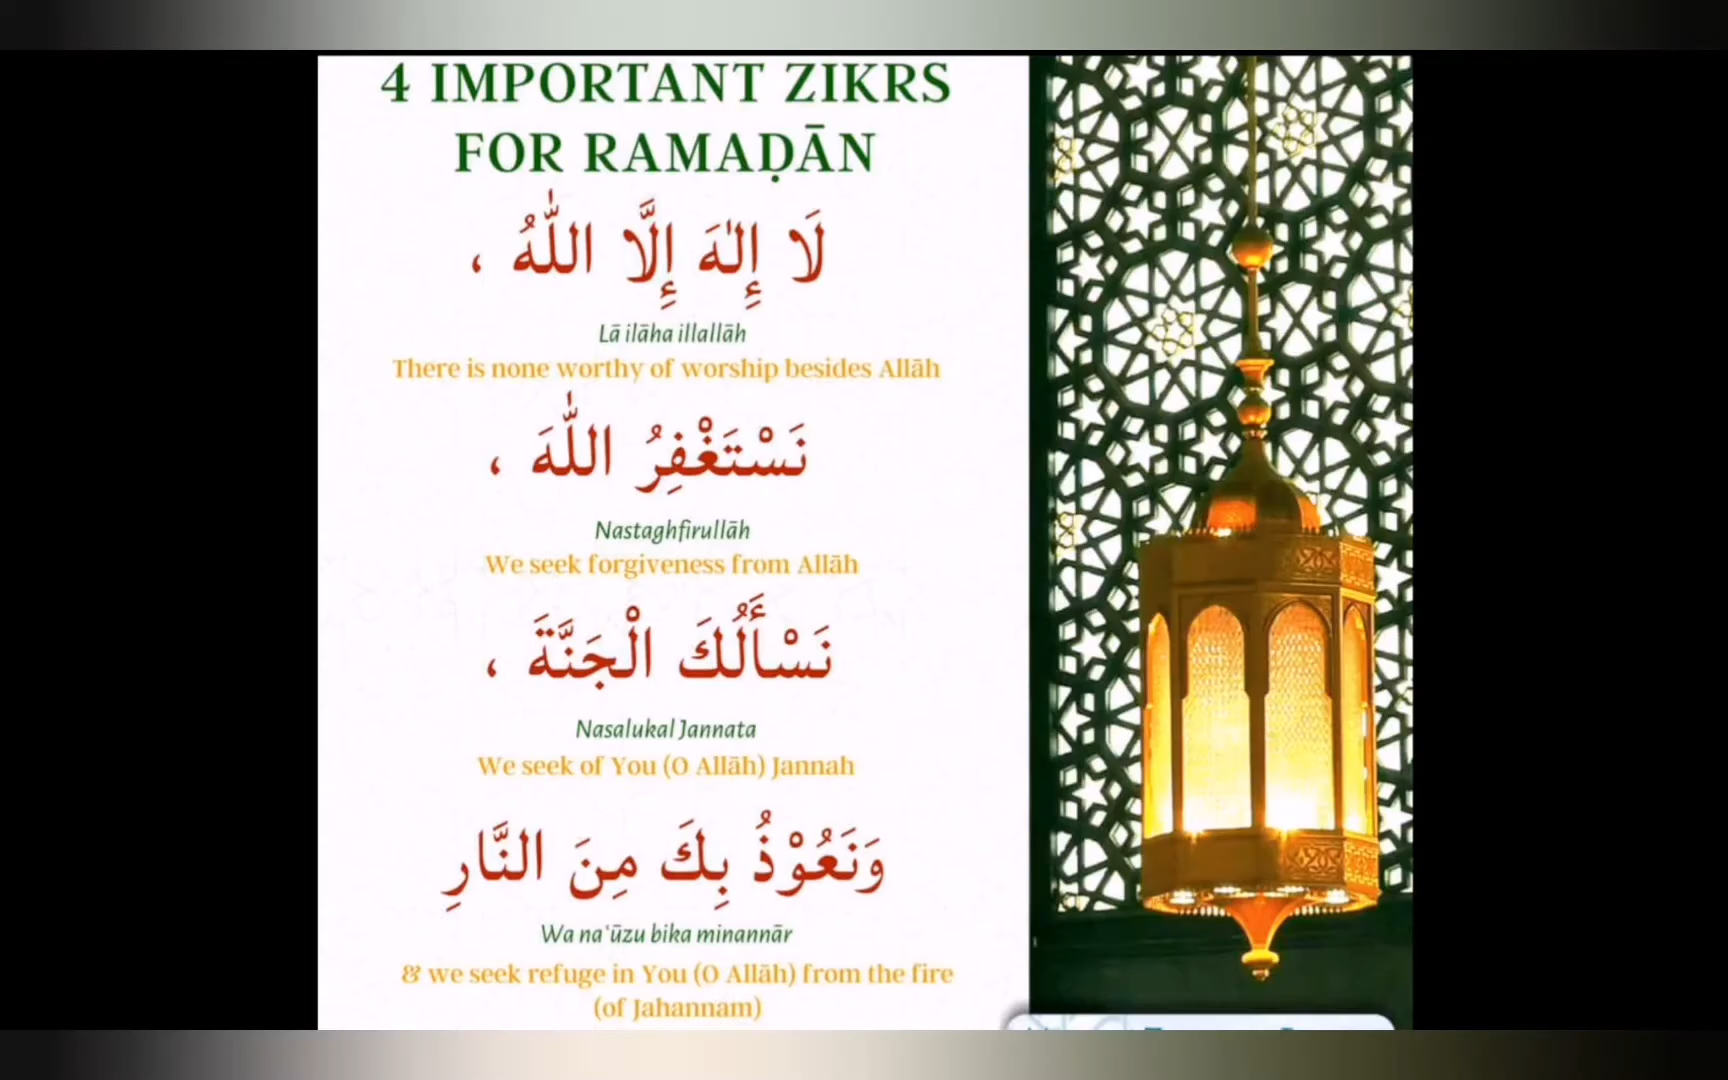 4 IMPORTANT ZIKRS
FOR RAMAḌĀN
لَا إِلٰهَ إِلَّا اللّٰهُ ،
Lā ilāha illallāh
There is none worthy of worship besides Allāh
نَسْتَغْفِرُ اللّٰهَ ،
Nastaghfirullāh
We seek forgiveness from Allāh
نَسْأَلُكَ الْجَنَّةَ ،
Nasalukal Jannata
We seek of You (O Allāh) Jannah
وَنَعُوْذُ بِكَ مِنَ النَّارِ
Wa na'ūzu bika minannār
& we seek refuge in You (O Allāh) from the fire
(of Jahannam)